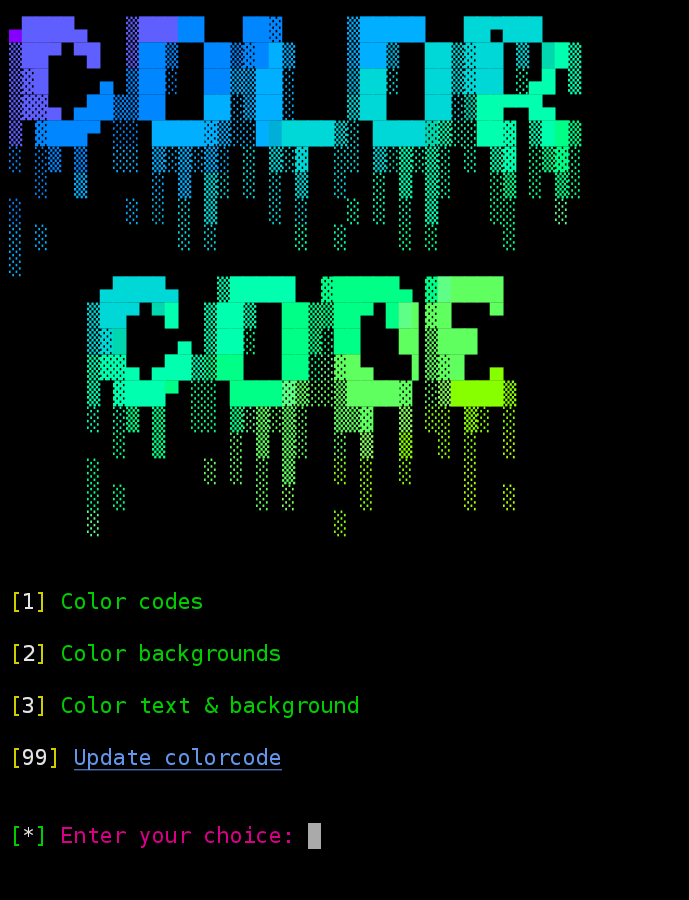 COLOR
CODE
[1] Color codes
[2] Color backgrounds
[3] Color text & background
[99] Update colorcode
[*] Enter your choice: